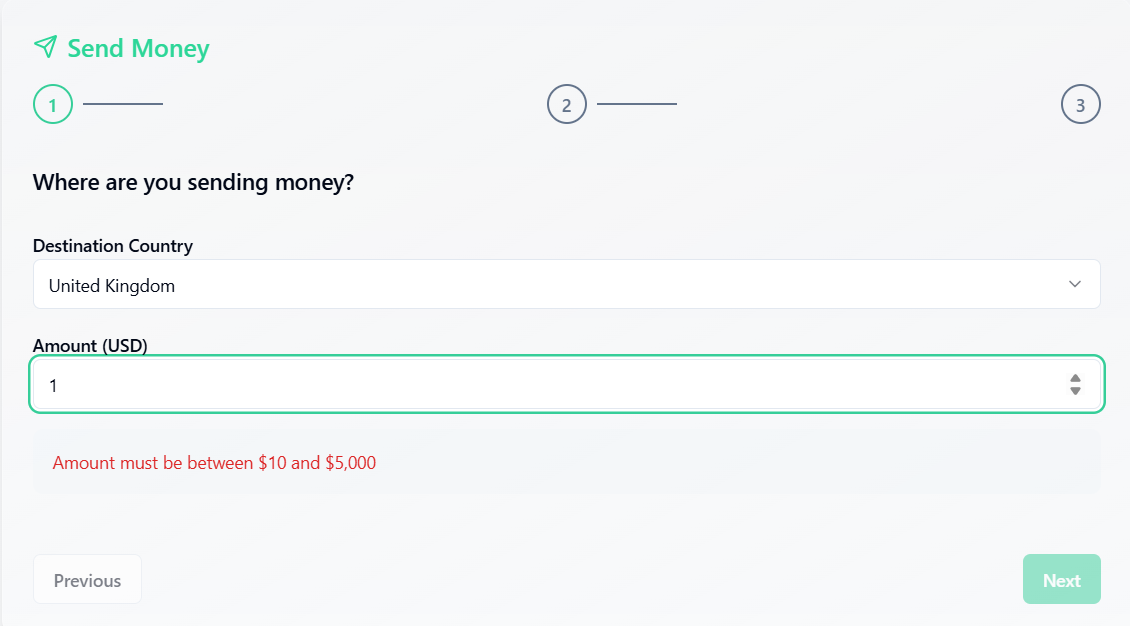 Send Money
1
2
3
Where are you sending money?
Destination Country
United Kingdom
Amount (USD)
1
Amount must be between $10 and $5,000
Previous
Next